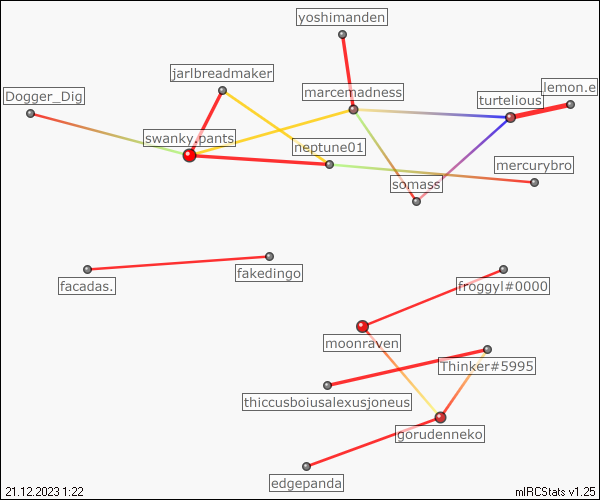 yoshimanden
jarlbreadmaker
lemon.e
marcemadness
Dogger_Dig
turtelious
swanky.pants
neptune01
mercurybro
somass
fakedingo
facadas.
froggyl#0000
moonraven
Thinker#5995
thiccusboiusalexusjoneus
gorudenneko
edgepanda
21.12.2023 1:22
mIRCStats v1.25